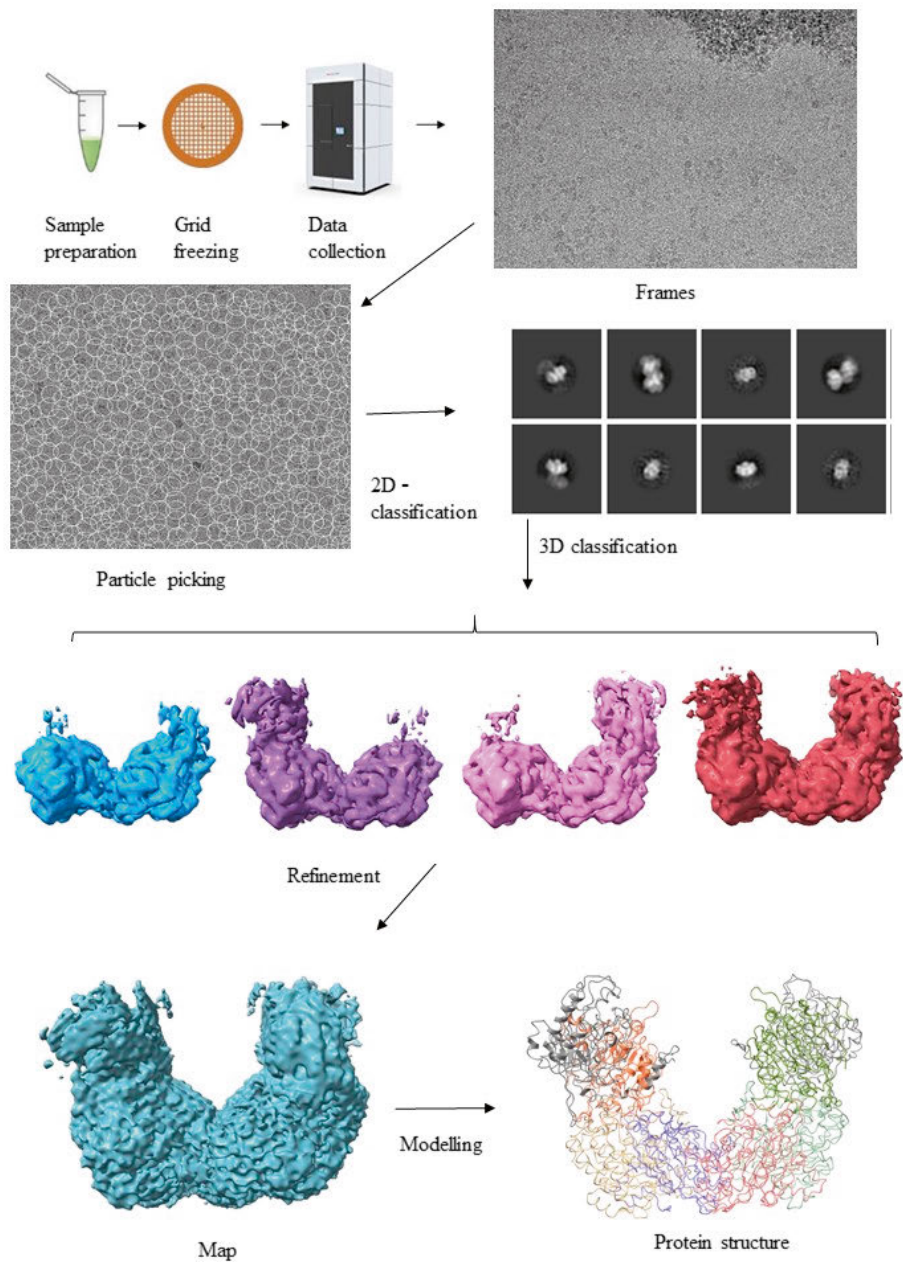 Sample
preparation
Grid
freezing
Data
collection
Frames
Particle picking
2D -
classification
3D classification
Refinement
Map
Modelling
Protein structure